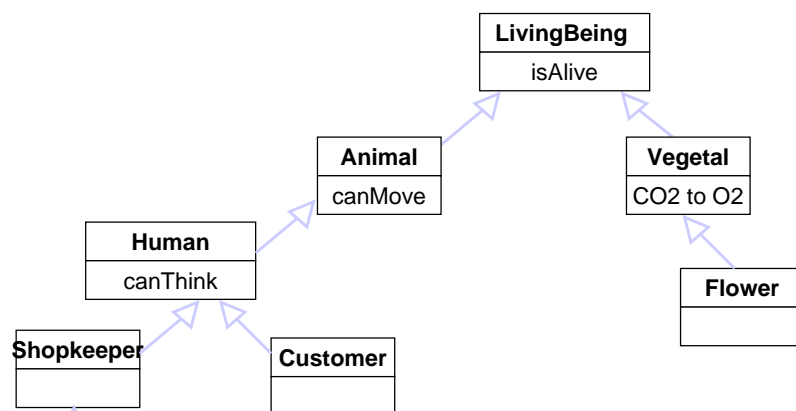 LivingBeing
isAlive
Animal
canMove
Vegetal
CO2 to O2
Human
canThink
Flower
Shopkeeper
Customer